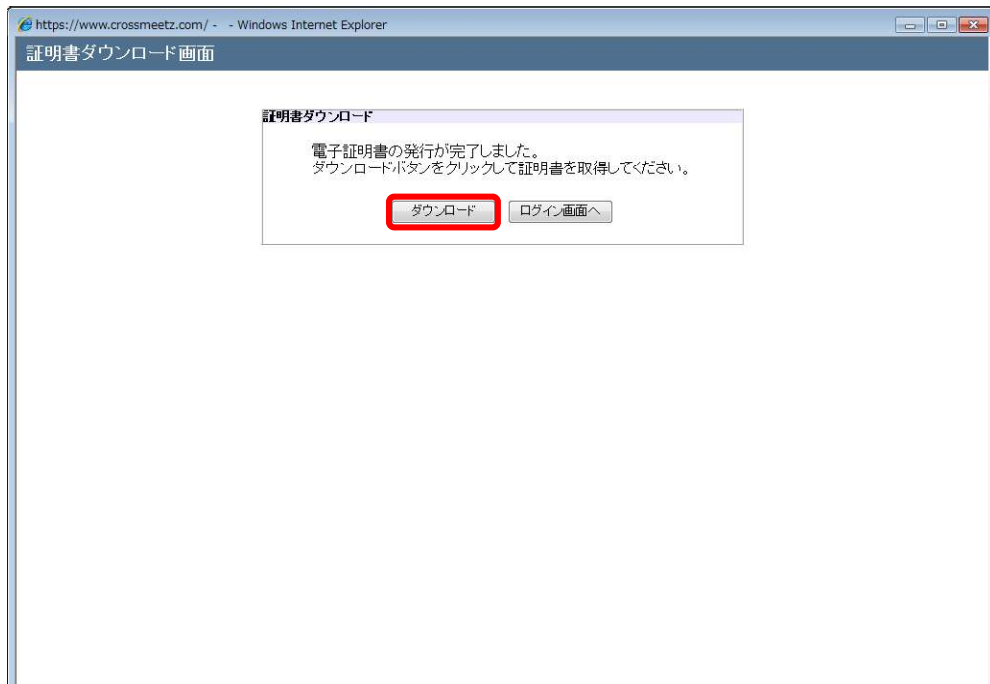 https://www.crossmeetz.com/ - - Windows Internet Explorer
証明書ダウンロード画面
証明書ダウンロード
電子証明書の発行が完了しました。
ダウンロードボタンをクリックして証明書を取得してください。
ダウンロード ログイン画面へ